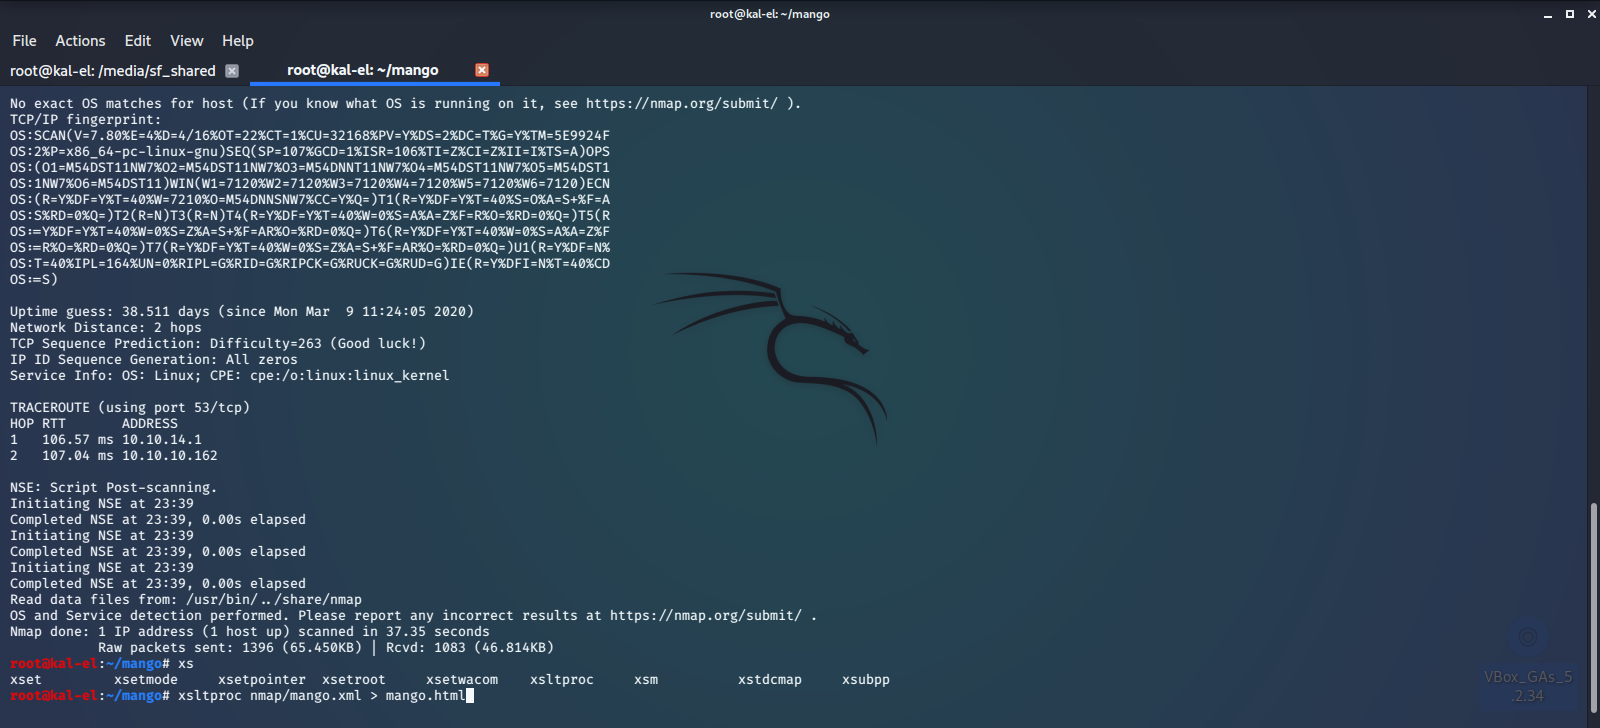 root@kal-el: ~/mango
File Actions Edit View Help
root@kal-el: /media/sf_shared root@kal-el: ~/mango
No exact OS matches for host (If you know what OS is running on it, see https://nmap.org/submit/ ).
TCP/IP fingerprint:
OS:SCAN(V=7.80%E=4%D=4/16%OT=22%CT=1%CU=32168%PV=Y%DS=2%DC=T%G=Y%TM=5E9924F
OS:2%P=x86_64-pc-linux-gnu)SEQ(SP=107%GCD=1%ISR=106%TI=Z%CI=Z%II=I%TS=A)OPS
OS:(O1=M54DST11NW7%O2=M54DST11NW7%O3=M54DNNT11NW7%O4=M54DST11NW7%O5=M54DST1
OS:1NW7%O6=M54DST11)WIN(W1=7120%W2=7120%W3=7120%W4=7120%W5=7120%W6=7120)ECN
OS:(R=Y%DF=Y%T=40%W=7210%O=M54DNNSNW7%CC=Y%Q=)T1(R=Y%DF=Y%T=40%S=O%A=S+%F=A
OS:S%RD=0%Q=)T2(R=N)T3(R=N)T4(R=Y%DF=Y%T=40%W=0%S=A%A=Z%F=R%O=%RD=0%Q=)T5(R
OS:=Y%DF=Y%T=40%W=0%S=Z%A=S+%F=AR%O=%RD=0%Q=)T6(R=Y%DF=Y%T=40%W=0%S=A%A=Z%F
OS:=R%O=%RD=0%Q=)T7(R=Y%DF=Y%T=40%W=0%S=Z%A=S+%F=AR%O=%RD=0%Q=)U1(R=Y%DF=N%
OS:T=40%IPL=164%UN=0%RIPL=G%RID=G%RIPCK=G%RUCK=G%RUD=G)IE(R=Y%DFI=N%T=40%CD
OS:=S)
Uptime guess: 38.511 days (since Mon Mar  9 11:24:05 2020)
Network Distance: 2 hops
TCP Sequence Prediction: Difficulty=263 (Good luck!)
IP ID Sequence Generation: All zeros
Service Info: OS: Linux; CPE: cpe:/o:linux:linux_kernel
TRACEROUTE (using port 53/tcp)
HOP RTT       ADDRESS
1   106.57 ms 10.10.14.1
2   107.04 ms 10.10.10.162
NSE: Script Post-scanning.
Initiating NSE at 23:39
Completed NSE at 23:39, 0.00s elapsed
Initiating NSE at 23:39
Completed NSE at 23:39, 0.00s elapsed
Initiating NSE at 23:39
Completed NSE at 23:39, 0.00s elapsed
Read data files from: /usr/bin/../share/nmap
OS and Service detection performed. Please report any incorrect results at https://nmap.org/submit/ .
Nmap done: 1 IP address (1 host up) scanned in 37.35 seconds
Raw packets sent: 1396 (65.450KB) | Rcvd: 1083 (46.814KB)
root@kal-el:~/mango# xs
xset xsetmode xsetpointer xsetroot xsetwacom xsltproc xsm xstdcmap xsubpp
root@kal-el:~/mango# xsltproc nmap/mango.xml > mango.html
VBox_GAs_5
.2.34